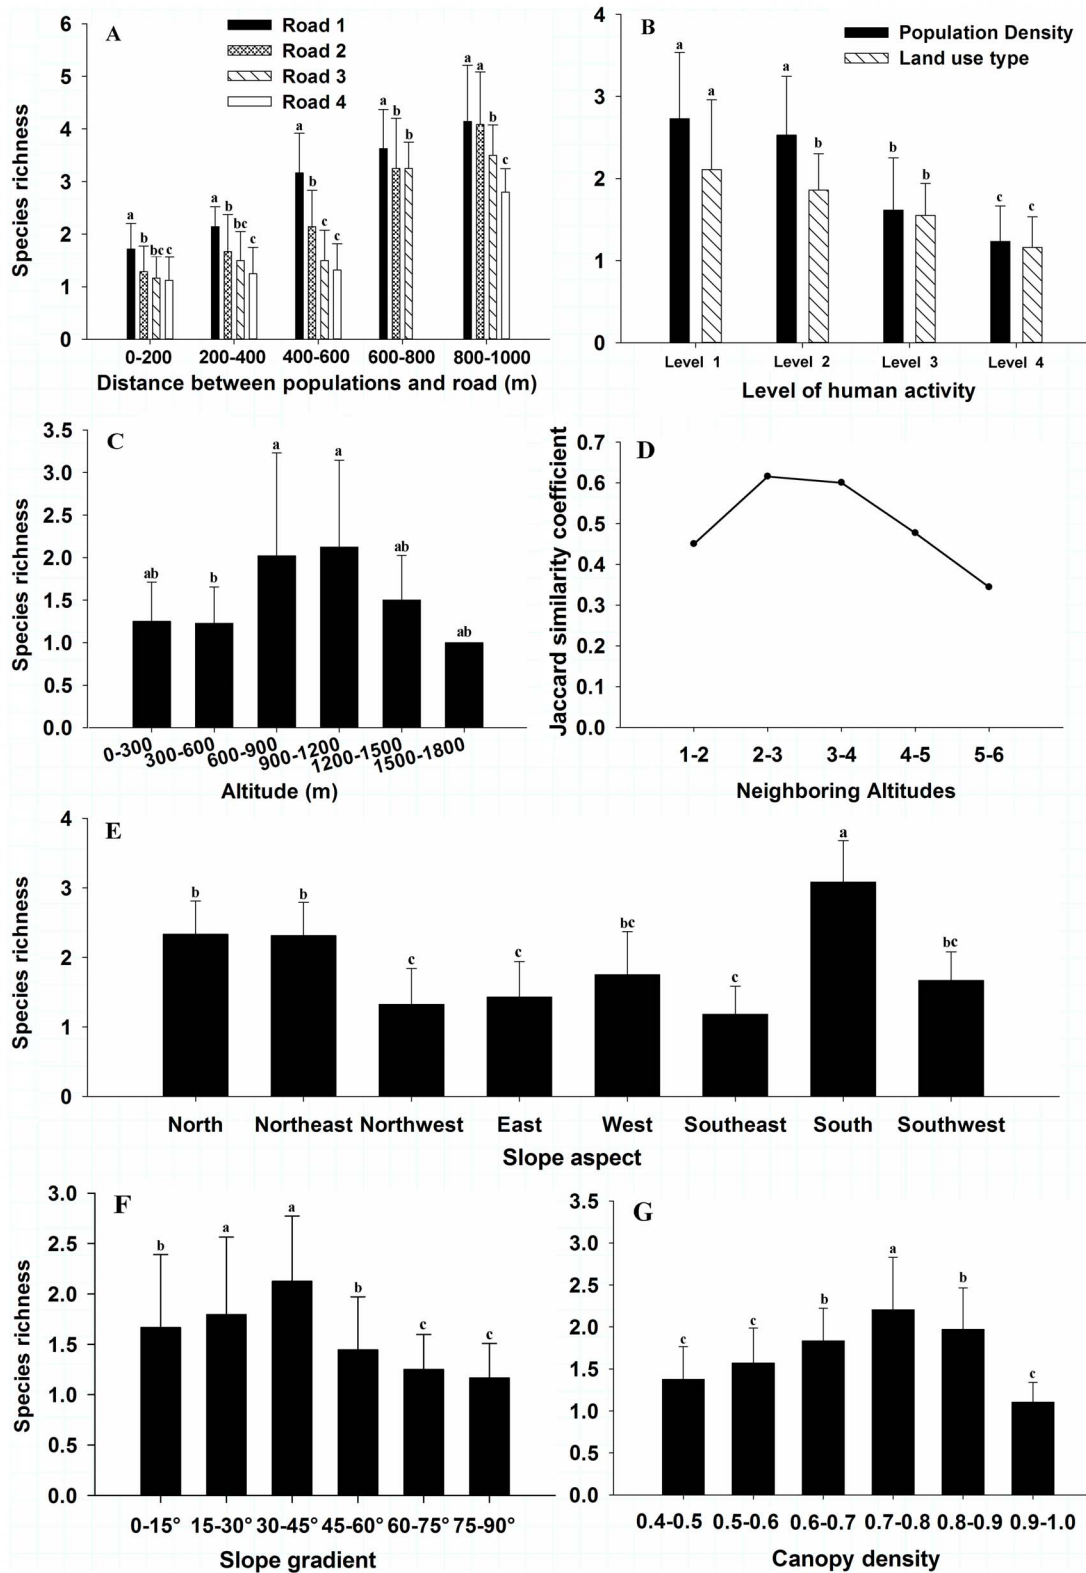 A
Road 1
Road 2
Road 3
Road 4
Species richness
6
5
4
3
2
1
0
a
b
bc
c
a
b
bc
c
a
b
c
c
a
b
b
a
a
b
c
0-200
200-400
400-600
600-800
800-1000
Distance between populations and road (m)
B
Population Density
Land use type
4
3
2
1
0
a
a
a
b
b
b
c
c
Level 1
Level 2
Level 3
Level 4
Level of human activity
C
Species richness
3.5
3.0
2.5
2.0
1.5
1.0
0.5
0.0
ab
b
a
a
ab
ab
0-300
300-600
600-900
900-1200
1200-1500
1500-1800
Altitude (m)
D
Jaccard similarity coefficient
0.7
0.6
0.5
0.4
0.3
0.2
0.1
0.0
1-2
2-3
3-4
4-5
5-6
Neighboring Altitudes
E
Species richness
4
3
2
1
0
b
b
c
c
bc
c
a
bc
North
Northeast
Northwest
East
West
Southeast
South
Southwest
Slope aspect
F
Species richness
3.0
2.5
2.0
1.5
1.0
0.5
0.0
b
a
a
b
c
c
0-15°
15-30°
30-45°
45-60°
60-75°
75-90°
Slope gradient
G
3.5
3.0
2.5
2.0
1.5
1.0
0.5
0.0
c
c
b
a
b
c
0.4-0.5
0.5-0.6
0.6-0.7
0.7-0.8
0.8-0.9
0.9-1.0
Canopy density